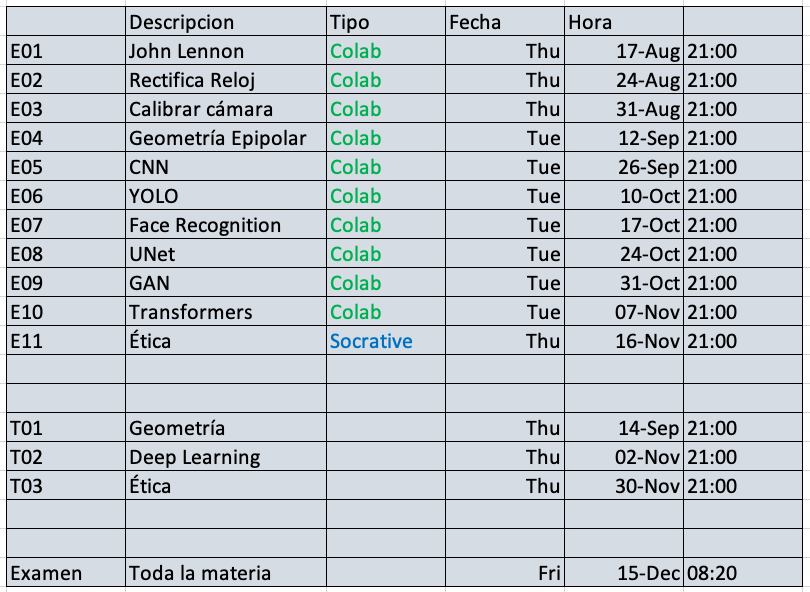 Descripcion Tipo Fecha Hora
E01 John Lennon Colab Thu 17-Aug 21:00
E02 Rectifica Reloj Colab Thu 24-Aug 21:00
E03 Calibrar cámara Colab Thu 31-Aug 21:00
E04 Geometría Epipolar Colab Tue 12-Sep 21:00
E05 CNN Colab Tue 26-Sep 21:00
E06 YOLO Colab Tue 10-Oct 21:00
E07 Face Recognition Colab Tue 17-Oct 21:00
E08 UNet Colab Tue 24-Oct 21:00
E09 GAN Colab Tue 31-Oct 21:00
E10 Transformers Colab Tue 07-Nov 21:00
E11 Ética Socrative Thu 16-Nov 21:00
T01 Geometría Thu 14-Sep 21:00
T02 Deep Learning Thu 02-Nov 21:00
T03 Ética Thu 30-Nov 21:00
Examen Toda la materia Fri 15-Dec 08:20